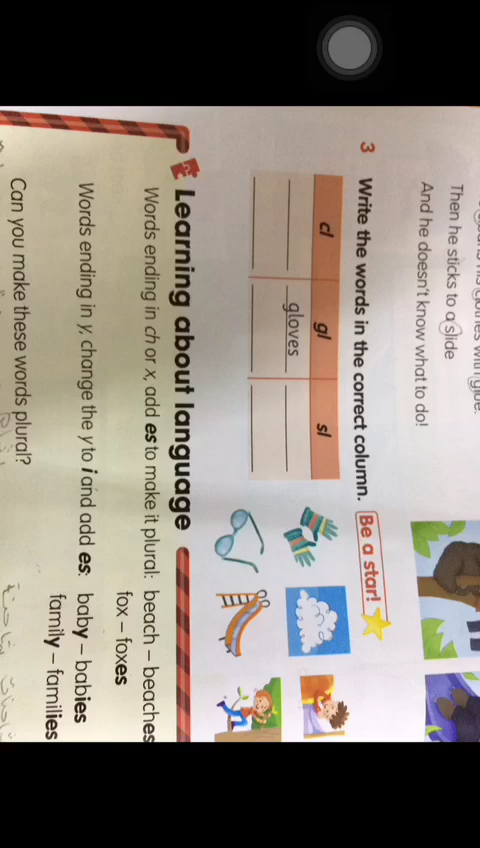 Then he sticks to a slide
And he doesn't know what to do!
3 Write the words in the correct column. Be a star!
cl gl sl
gloves
Learning about language
Words ending in ch or x, add es to make it plural: beach – beaches
fox – foxes
Words ending in y, change the y to i and add es: baby – babies
family – families
Can you make these words plural?